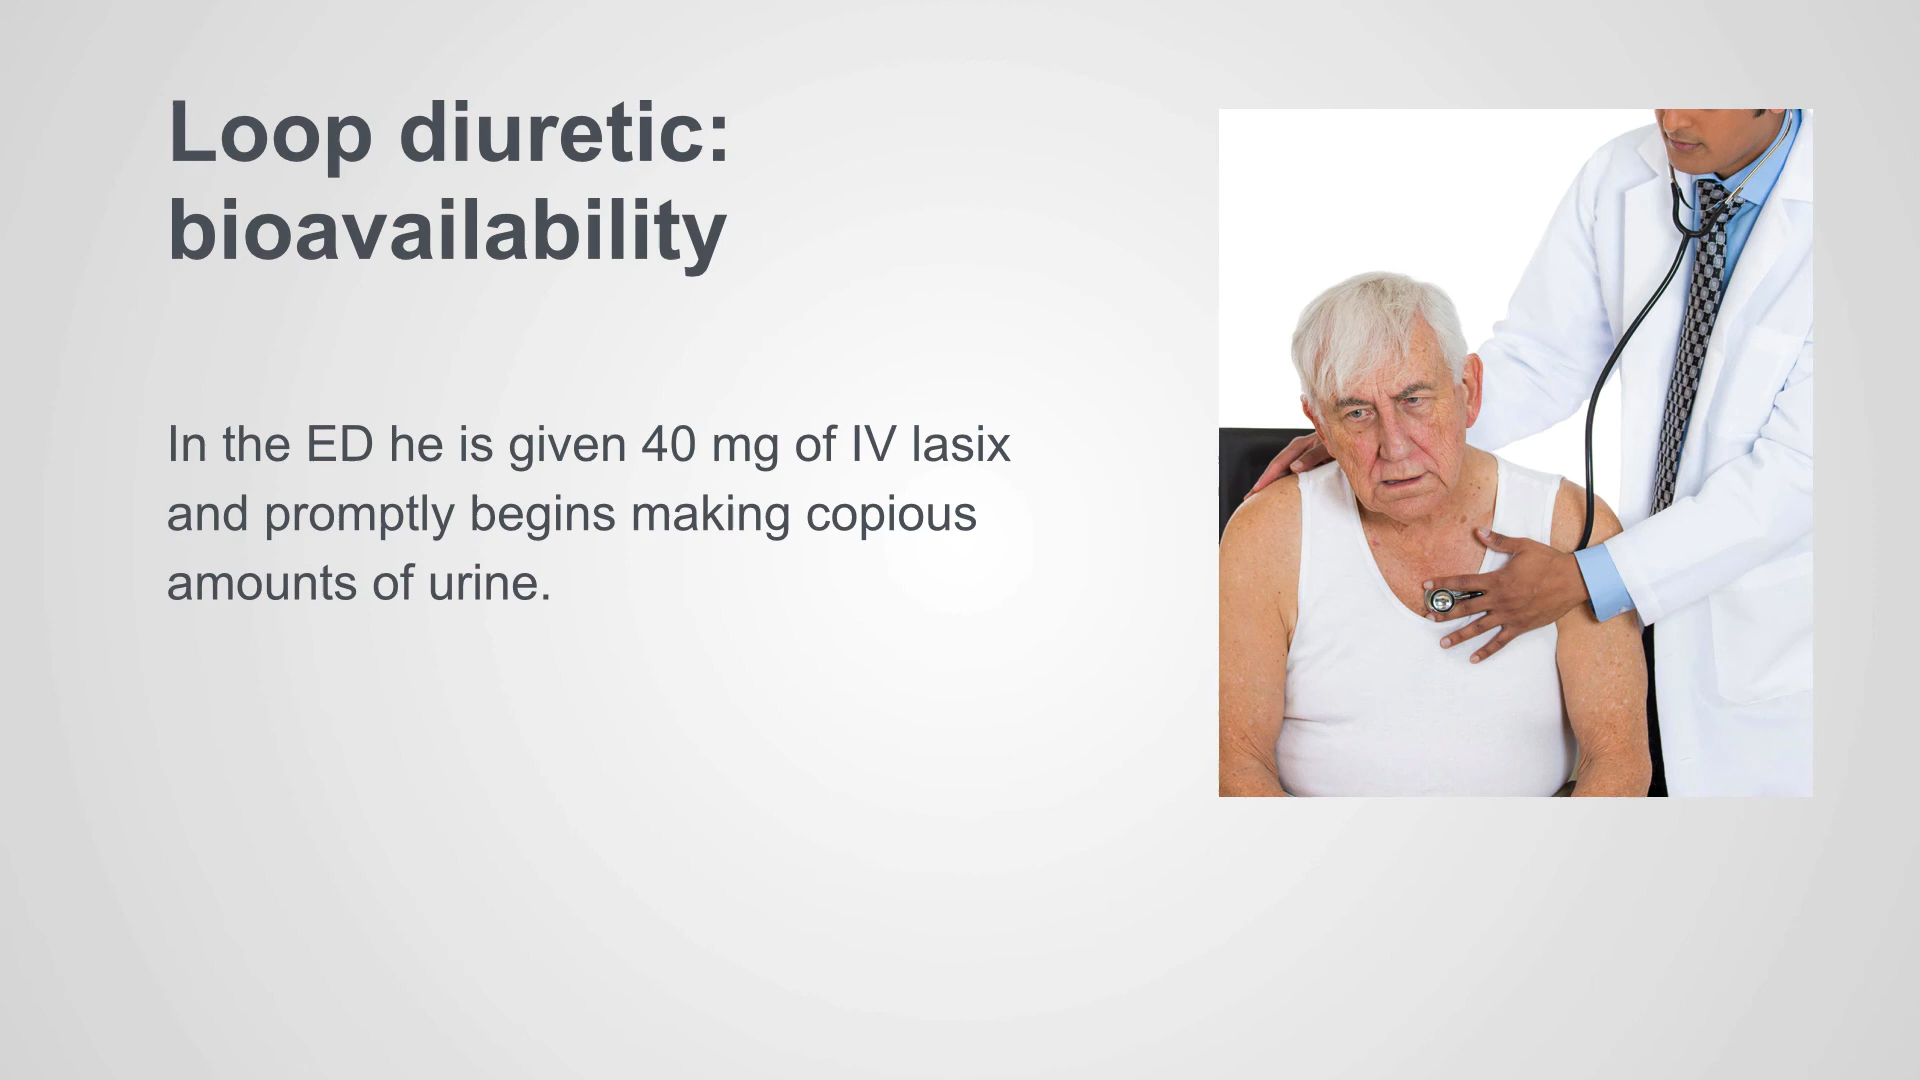 Loop diuretic:
bioavailability
In the ED he is given 40 mg of IV lasix
and promptly begins making copious
amounts of urine.